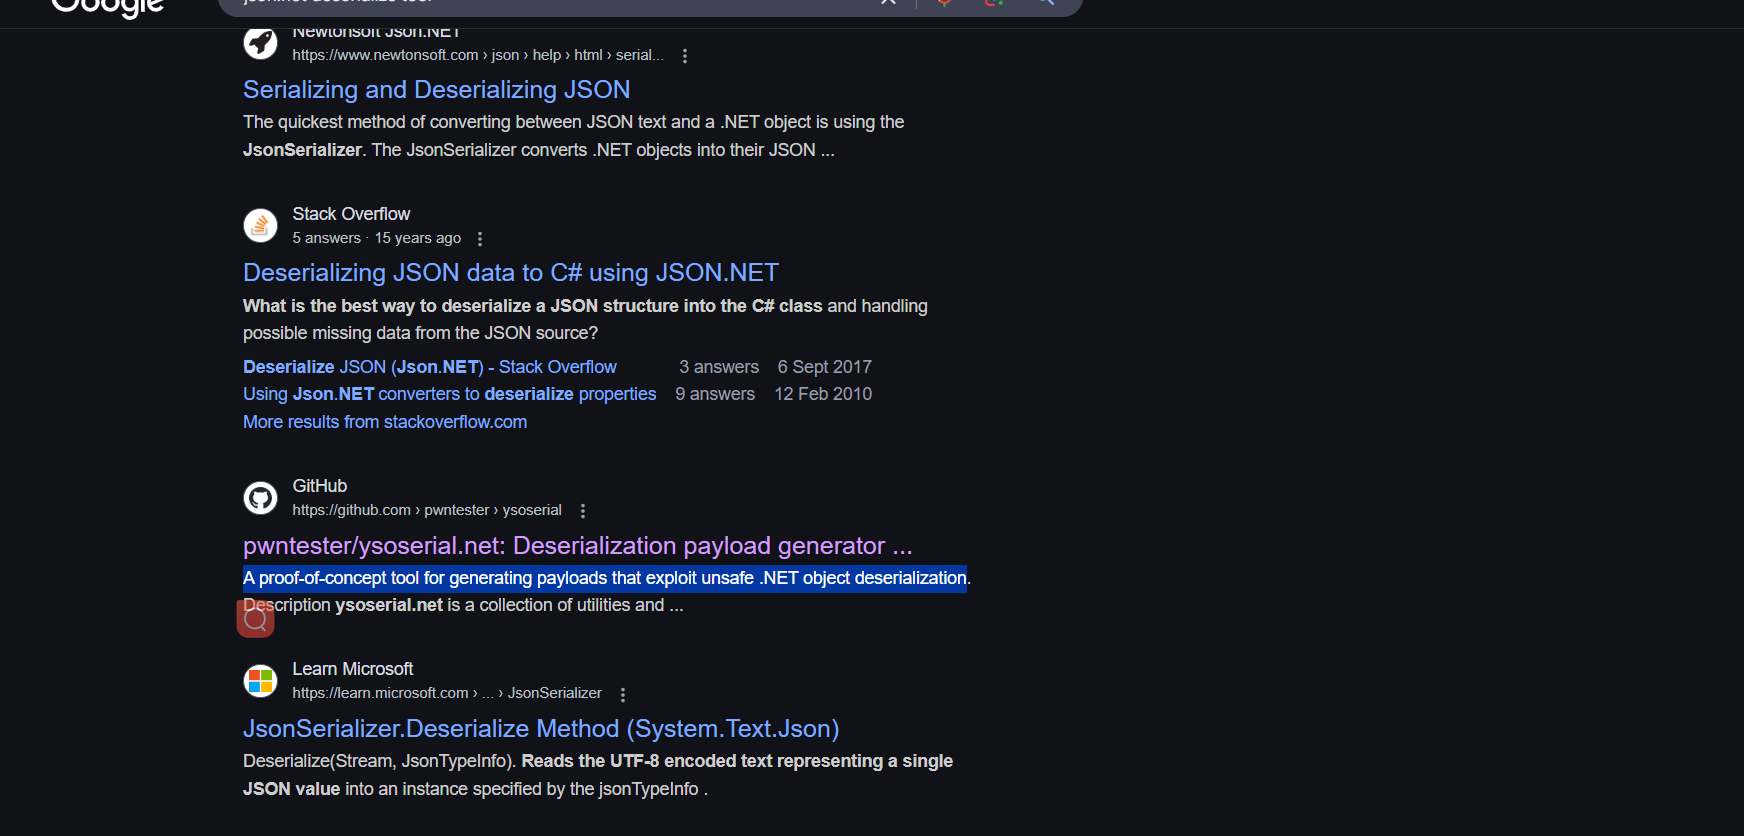 Google
json.net deserialize tool
Newtonsoft Json.NET
https://www.newtonsoft.com › json › help › html › serial...
Serializing and Deserializing JSON
The quickest method of converting between JSON text and a .NET object is using the
JsonSerializer. The JsonSerializer converts .NET objects into their JSON ...
Stack Overflow
5 answers · 15 years ago
Deserializing JSON data to C# using JSON.NET
What is the best way to deserialize a JSON structure into the C# class and handling
possible missing data from the JSON source?
Deserialize JSON (Json.NET) - Stack Overflow 3 answers 6 Sept 2017
Using Json.NET converters to deserialize properties 9 answers 12 Feb 2010
More results from stackoverflow.com
GitHub
https://github.com › pwntester › ysoserial
pwntester/ysoserial.net: Deserialization payload generator ...
A proof-of-concept tool for generating payloads that exploit unsafe .NET object deserialization.
Description ysoserial.net is a collection of utilities and ...
Learn Microsoft
https://learn.microsoft.com › ... › JsonSerializer
JsonSerializer.Deserialize Method (System.Text.Json)
Deserialize(Stream, JsonTypeInfo). Reads the UTF-8 encoded text representing a single
JSON value into an instance specified by the jsonTypeInfo .